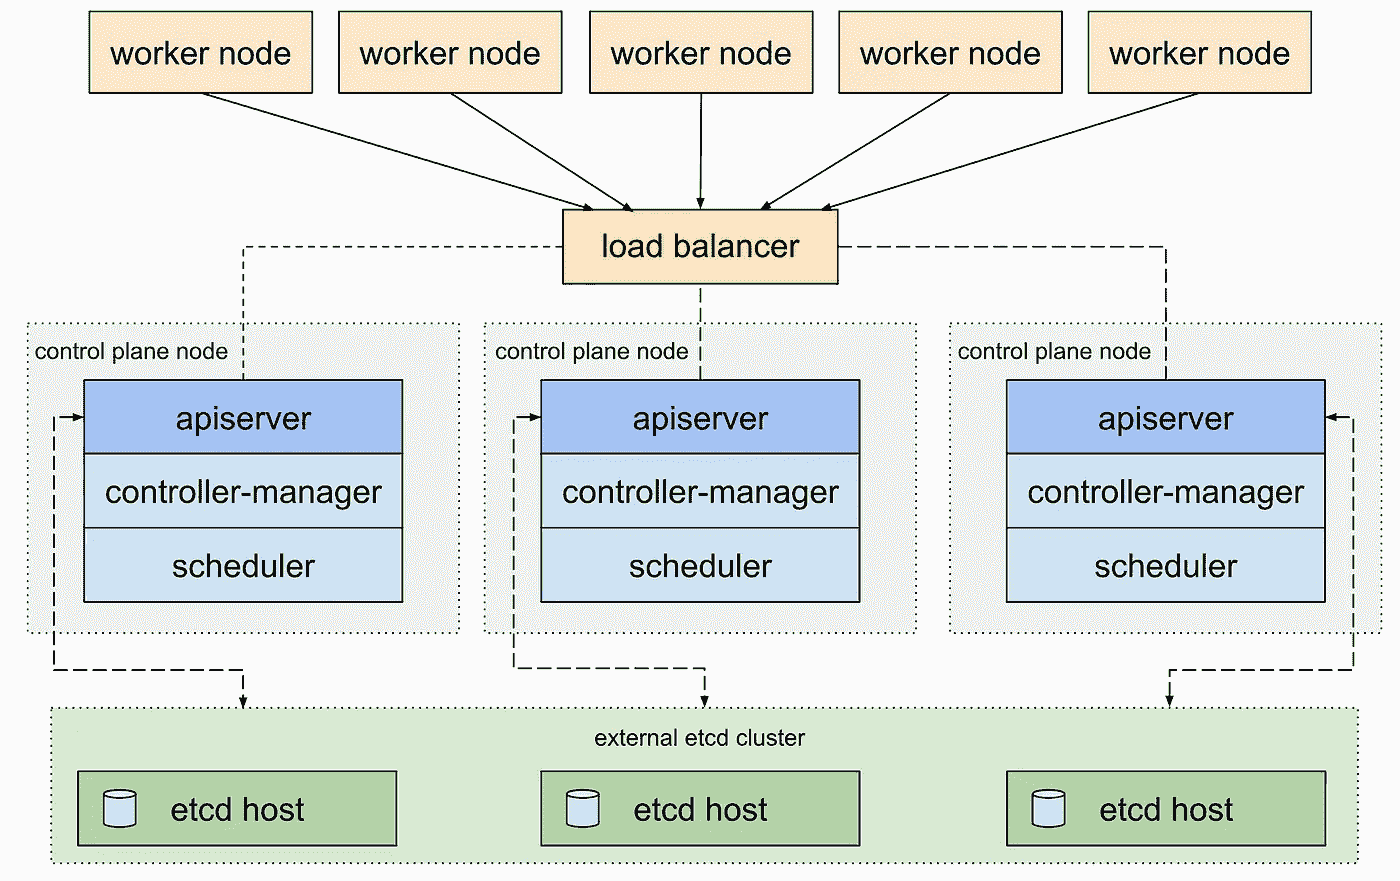 worker node
worker node
worker node
worker node
worker node
load balancer
control plane node
apiserver
controller-manager
scheduler
control plane node
apiserver
controller-manager
scheduler
control plane node
apiserver
controller-manager
scheduler
external etcd cluster
etcd host
etcd host
etcd host